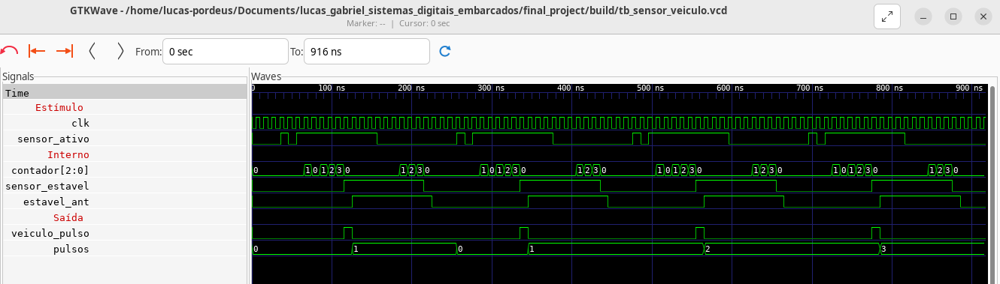 GTKWave - /home/lucas-pordeus/Documents/lucas_gabriel_sistemas_digitais_embarcados/final_project/build/tb_sensor_veiculo.vcd
Marker: -- | Cursor: 0 sec
From: 0 sec To: 916 ns
Signals Waves
Time 0 100 ns 200 ns 300 ns 400 ns 500 ns 600 ns 700 ns 800 ns 900 ns
Estímulo
clk
sensor_ativo
Interno
contador[2:0] 0 1 0 1 2 3 0 1 2 3 0 1 0 1 2 3 0 1 2 3 0 1 0 1 2 3 0 1 2 3 0 1 0 1 2 3 0 1 2 3 0
sensor_estavel
estavel_ant
Saída
veiculo_pulso
pulsos 0 1 0 1 2 3